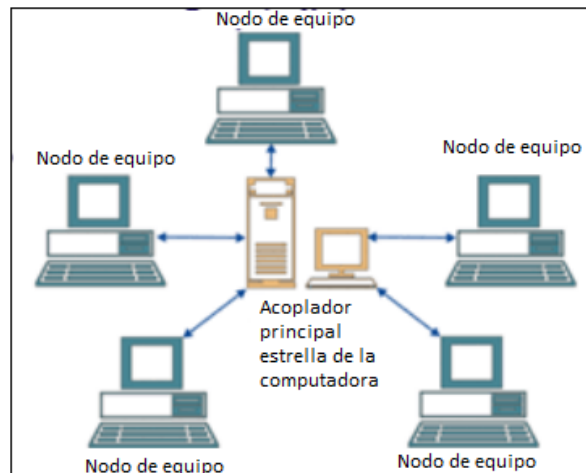 Nodo de equipo
Nodo de equipo
Nodo de equipo
Acoplador
principal
estrella de la
computadora
Nodo de equipo
Nodo de equipo